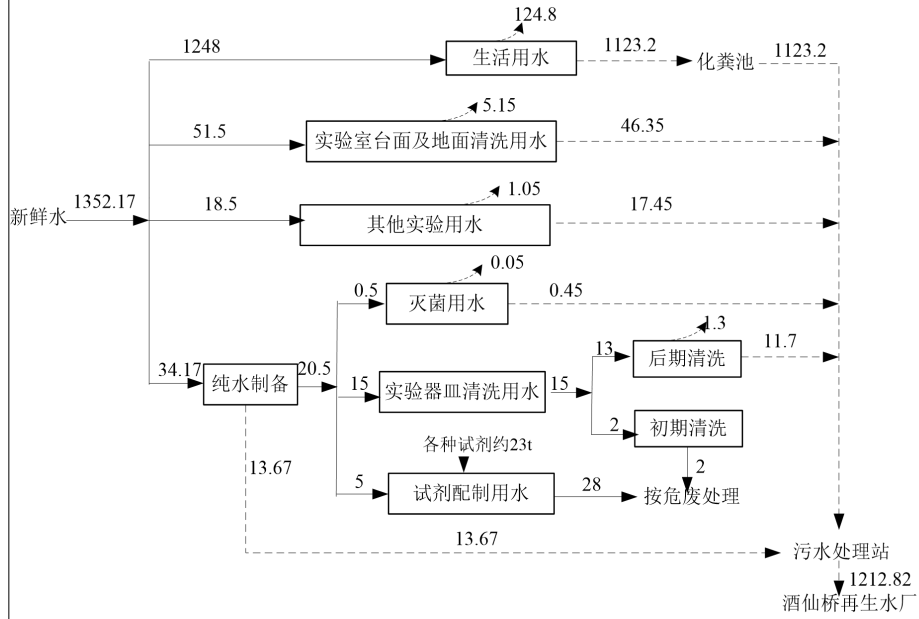 124.8
1248
生活用水
1123.2
化粪池
1123.2
5.15
51.5
实验室台面及地面清洗用水
46.35
1.05
新鲜水
1352.17
18.5
其他实验用水
17.45
0.05
0.5
灭菌用水
0.45
1.3
34.17
纯水制备
20.5
15
实验器皿清洗用水
15
13
后期清洗
11.7
2
初期清洗
各种试剂约23t
13.67
5
试剂配制用水
28
2
按危废处理
13.67
污水处理站
1212.82
酒仙桥再生水厂